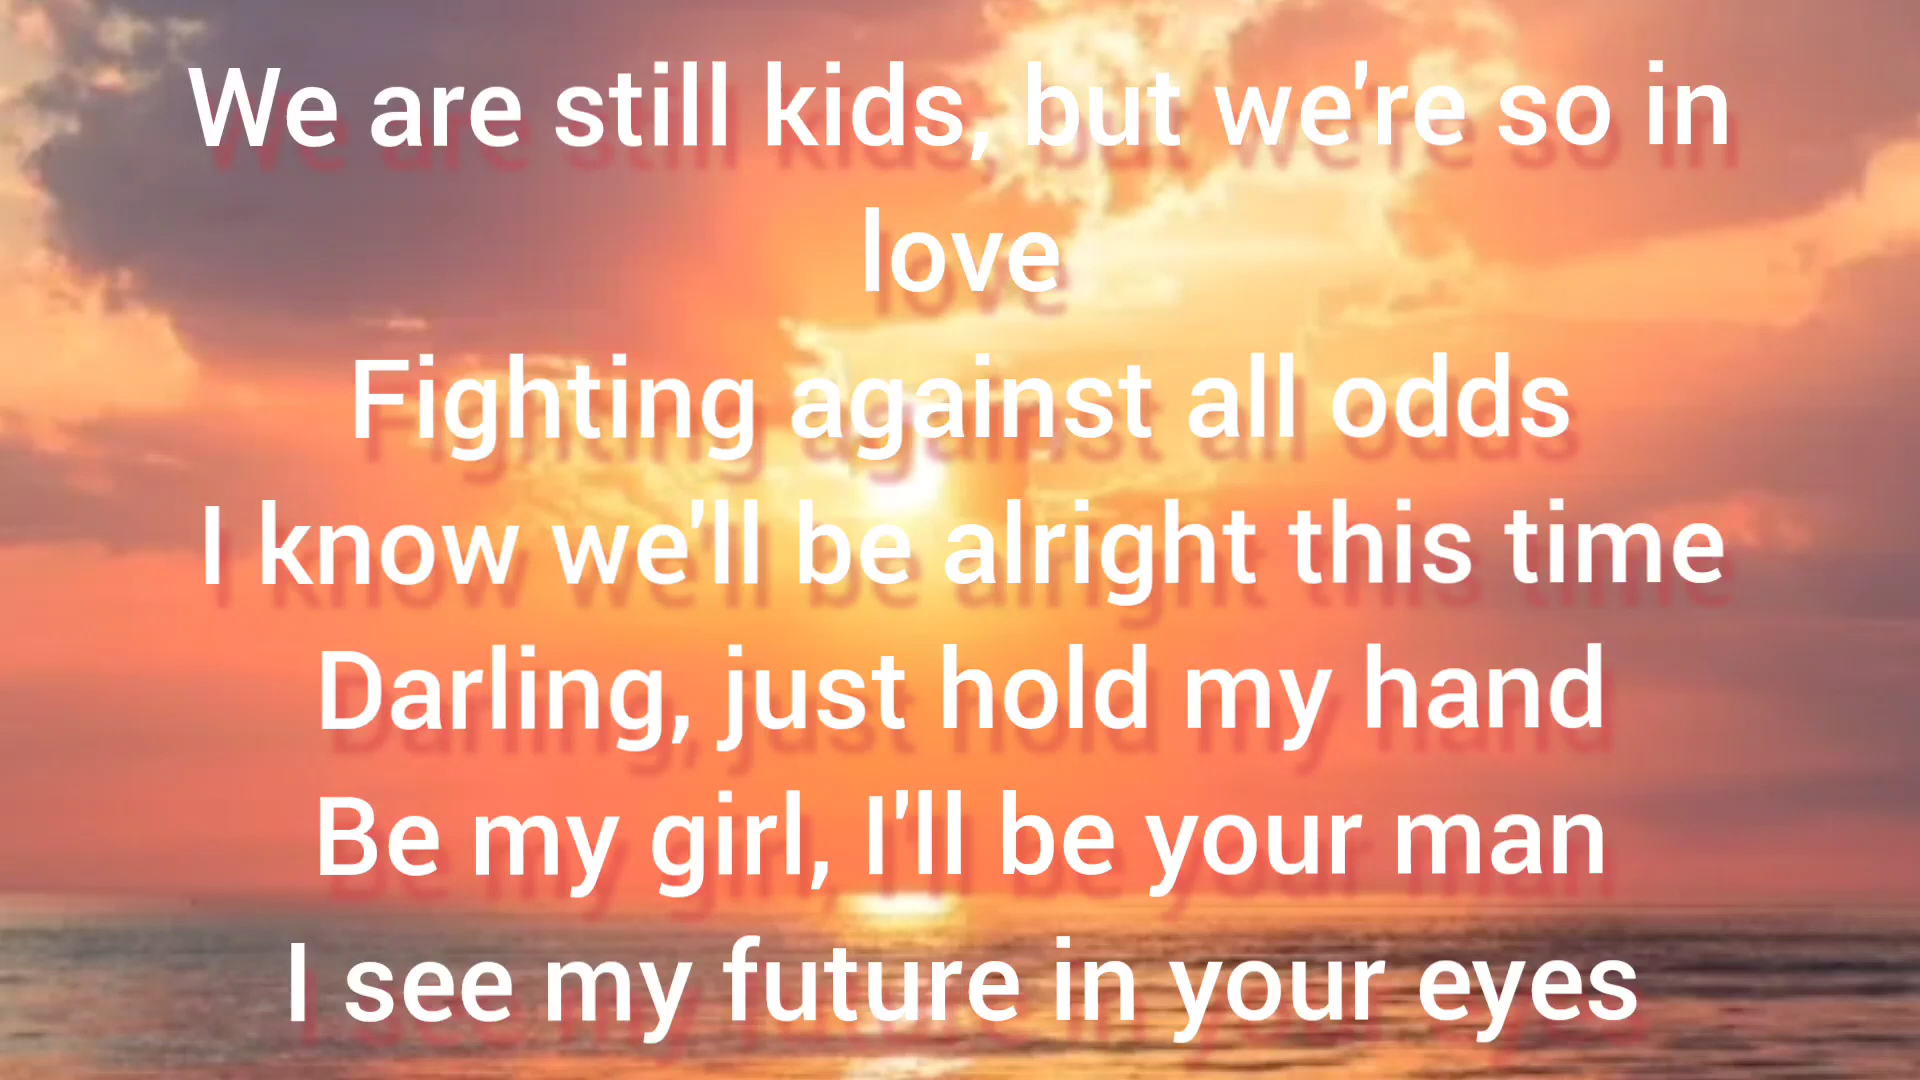 We are still kids, but we're so in
love
Fighting against all odds
I know we'll be alright this time
Darling, just hold my hand
Be my girl, I'll be your man
I see my future in your eyes